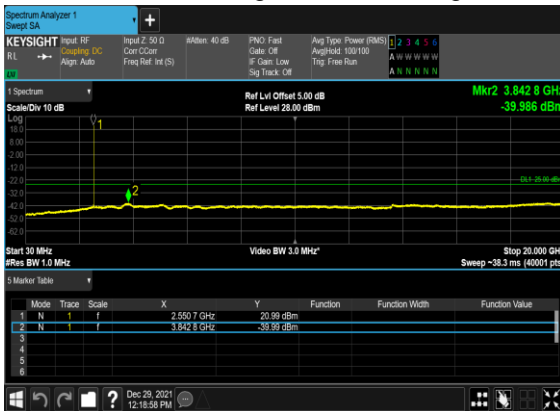 Spectrum Analyzer 1
Swept SA
+
KEYSIGHT Input: RF Input Z: 50 Ω #Atten: 40 dB PNO: Fast Avg Type: Power (RMS) 1 2 3 4 5 6
RL Coupling: DC Corr CCorr Gate: Off Avg|Hold: 100/100 A W W W W W
Align: Auto Freq Ref: Int (S) IF Gain: Low Trig: Free Run
Sig Track: Off A N N N N N
1 Spectrum Ref Lvl Offset 5.00 dB Mkr2 3.842 8 GHz
Scale/Div 10 dB Ref Level 28.00 dBm -39.986 dBm
Log
18.0
8.00
-2.00
-12.0
-22.0
-32.0
-42.0
-52.0
-62.0
1
2
DL1 25.00 dBm
Start 30 MHz Video BW 3.0 MHz* Stop 20.000 GH
#Res BW 1.0 MHz Sweep ~38.3 ms (40001 pts
5 Marker Table
Mode Trace Scale X Y Function Function Width Function Value
1 N 1 f 2.550 7 GHz 20.99 dBm
2 N 1 f 3.842 8 GHz -39.99 dBm
3
4
5
6
? Dec 29, 2021
12:18:58 PM